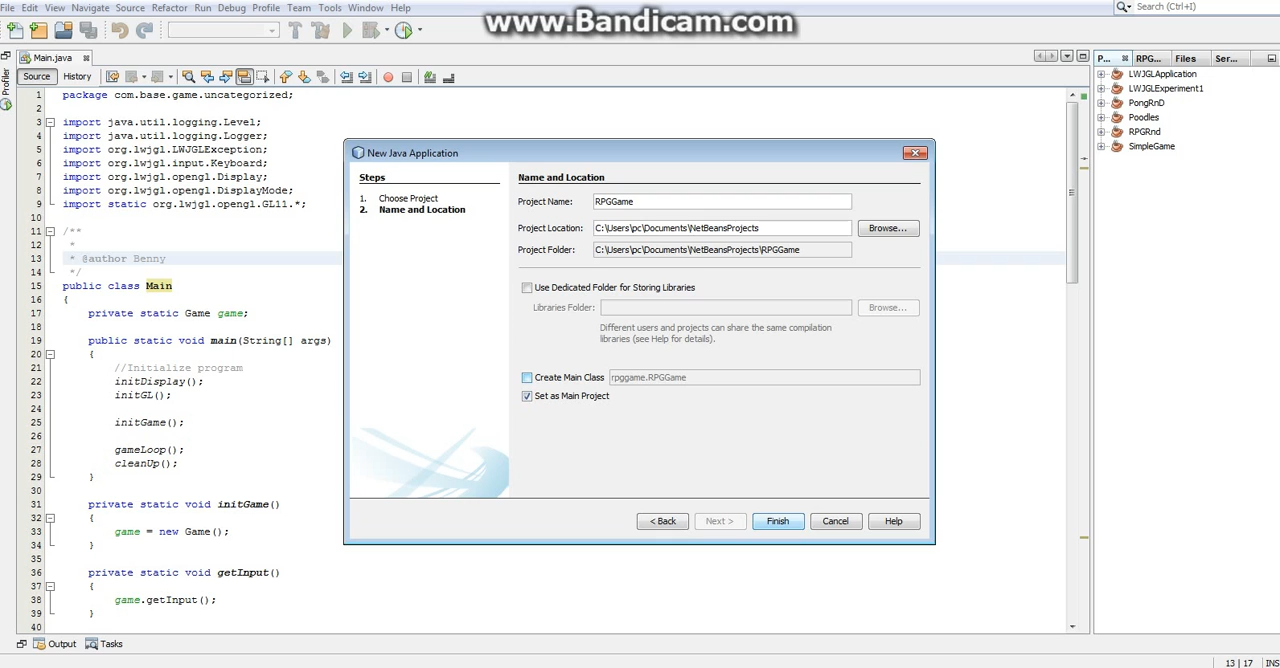 File Edit View Navigate Source Refactor Run Debug Profile Team Tools Window Help
Search (Ctrl+I)
www.Bandicam.com
Main.java
P... RPG... Files Ser...
Source History
Profiler
LWJGLApplication
LWJGLExperiment1
PongRnD
Poodles
RPGRnd
SimpleGame
1 package com.base.game.uncategorized;
2
3 import java.util.logging.Level;
4 import java.util.logging.Logger;
5 import org.lwjgl.LWJGLException;
6 import org.lwjgl.input.Keyboard;
7 import org.lwjgl.opengl.Display;
8 import org.lwjgl.opengl.DisplayMode;
9 import static org.lwjgl.opengl.GL11.*;
10
11 /**
12 *
13 * @author Benny
14 */
15 public class Main
16 {
17 private static Game game;
18
19 public static void main(String[] args)
20 {
21 //Initialize program
22 initDisplay();
23 initGL();
24
25 initGame();
26
27 gameLoop();
28 cleanUp();
29 }
30
31 private static void initGame()
32 {
33 game = new Game();
34 }
35
36 private static void getInput()
37 {
38 game.getInput();
39 }
40
New Java Application
Steps
1. Choose Project
2. Name and Location
Name and Location
Project Name: RPGGame
Project Location: C:\Users\pc\Documents\NetBeansProjects Browse...
Project Folder: C:\Users\pc\Documents\NetBeansProjects\RPGGame
Use Dedicated Folder for Storing Libraries
Libraries Folder: Browse...
Different users and projects can share the same compilation
libraries (see Help for details).
Create Main Class rpggame.RPGGame
Set as Main Project
< Back Next > Finish Cancel Help
Output Tasks
13 | 17 INS